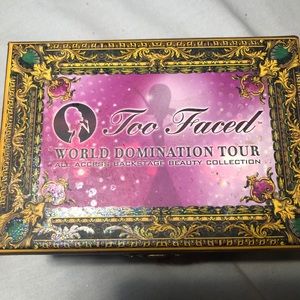 Too Faced
WORLD DOMINATION TOUR
ALL ACCESS BACKSTAGE BEAUTY COLLECTION